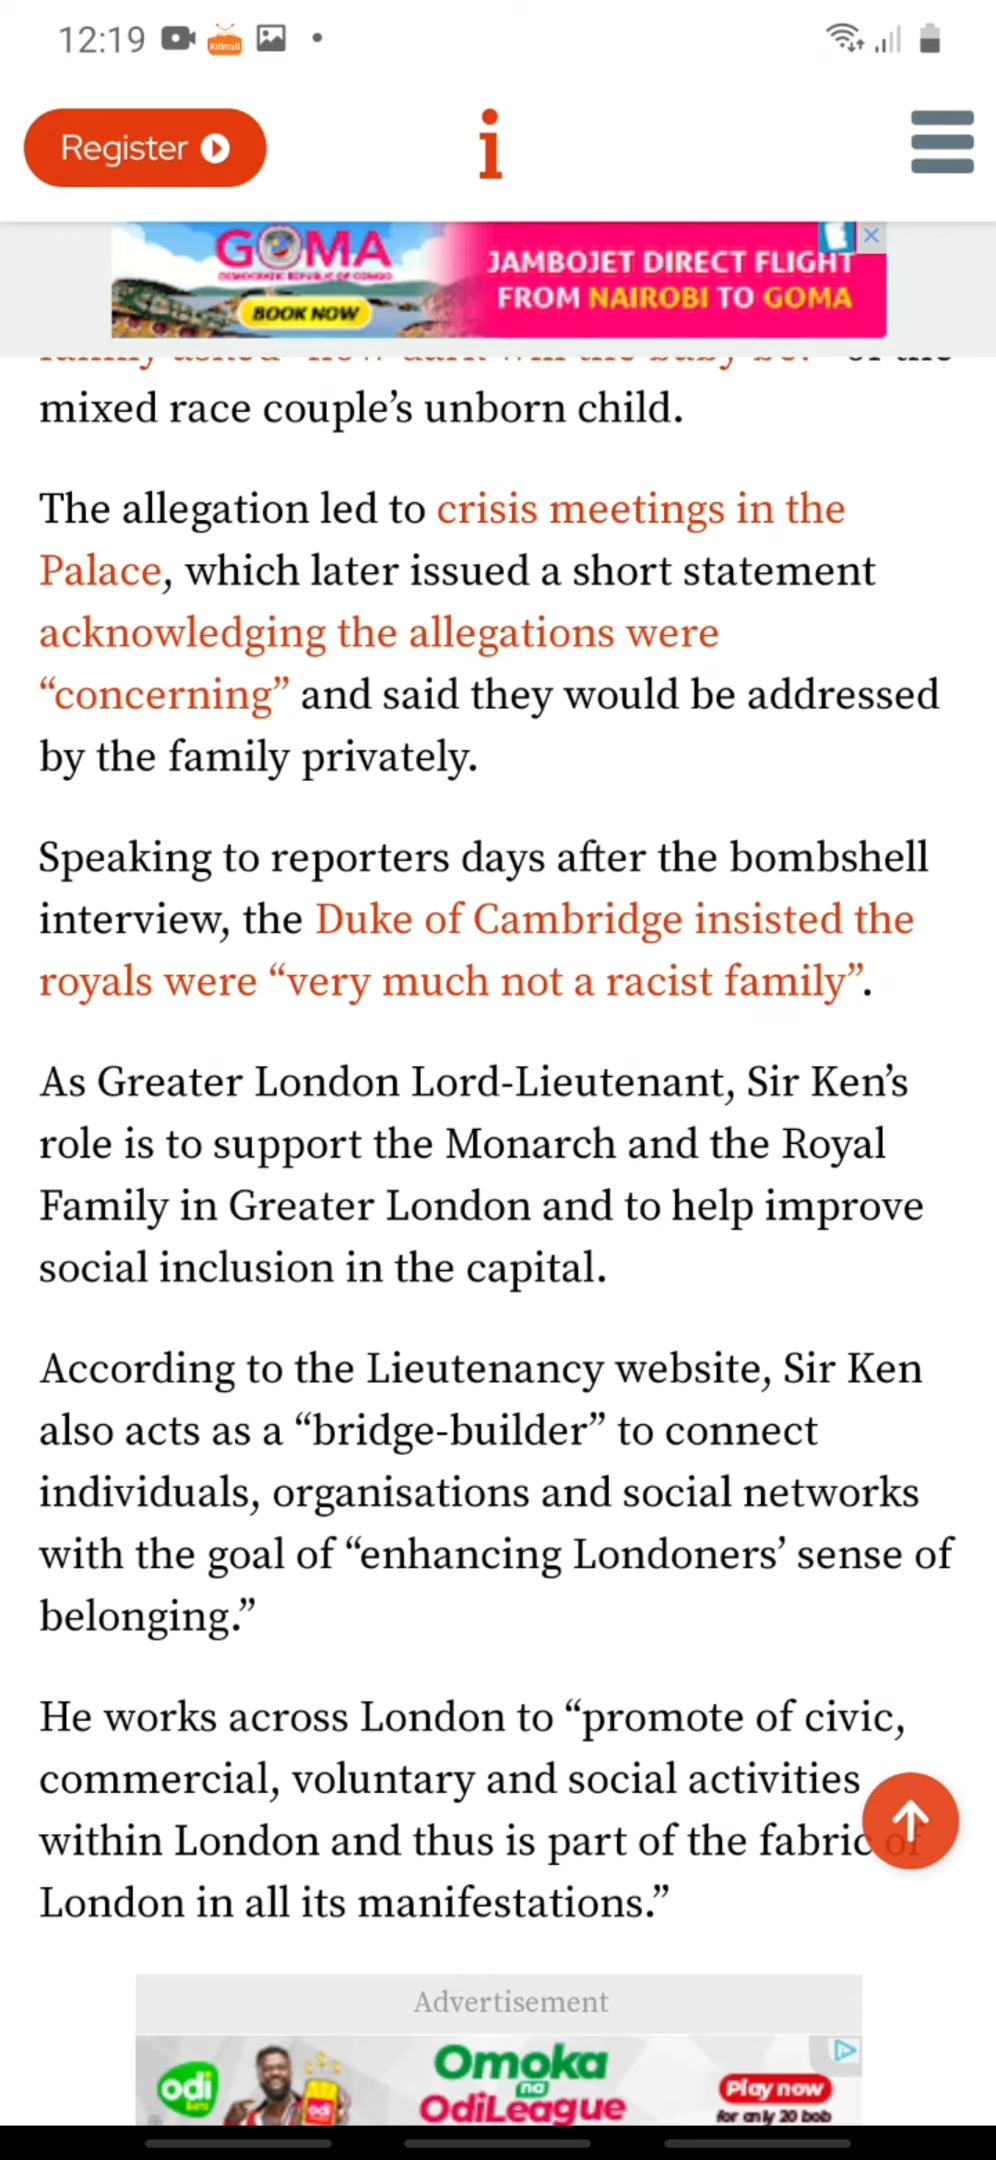 12:19
Register
i
GOMA
DEMOCRATIC REPUBLIC OF CONGO
BOOK NOW
JAMBOJET DIRECT FLIGHT
FROM NAIROBI TO GOMA
mixed race couple’s unborn child.
The allegation led to crisis meetings in the
Palace, which later issued a short statement
acknowledging the allegations were
“concerning” and said they would be addressed
by the family privately.
Speaking to reporters days after the bombshell
interview, the Duke of Cambridge insisted the
royals were “very much not a racist family”.
As Greater London Lord-Lieutenant, Sir Ken’s
role is to support the Monarch and the Royal
Family in Greater London and to help improve
social inclusion in the capital.
According to the Lieutenancy website, Sir Ken
also acts as a “bridge-builder” to connect
individuals, organisations and social networks
with the goal of “enhancing Londoners’ sense of
belonging.”
He works across London to “promote of civic,
commercial, voluntary and social activities
within London and thus is part of the fabric of
London in all its manifestations.”
Advertisement
odi
Omoka
na
OdiLeague
Play now
for only 20 bob